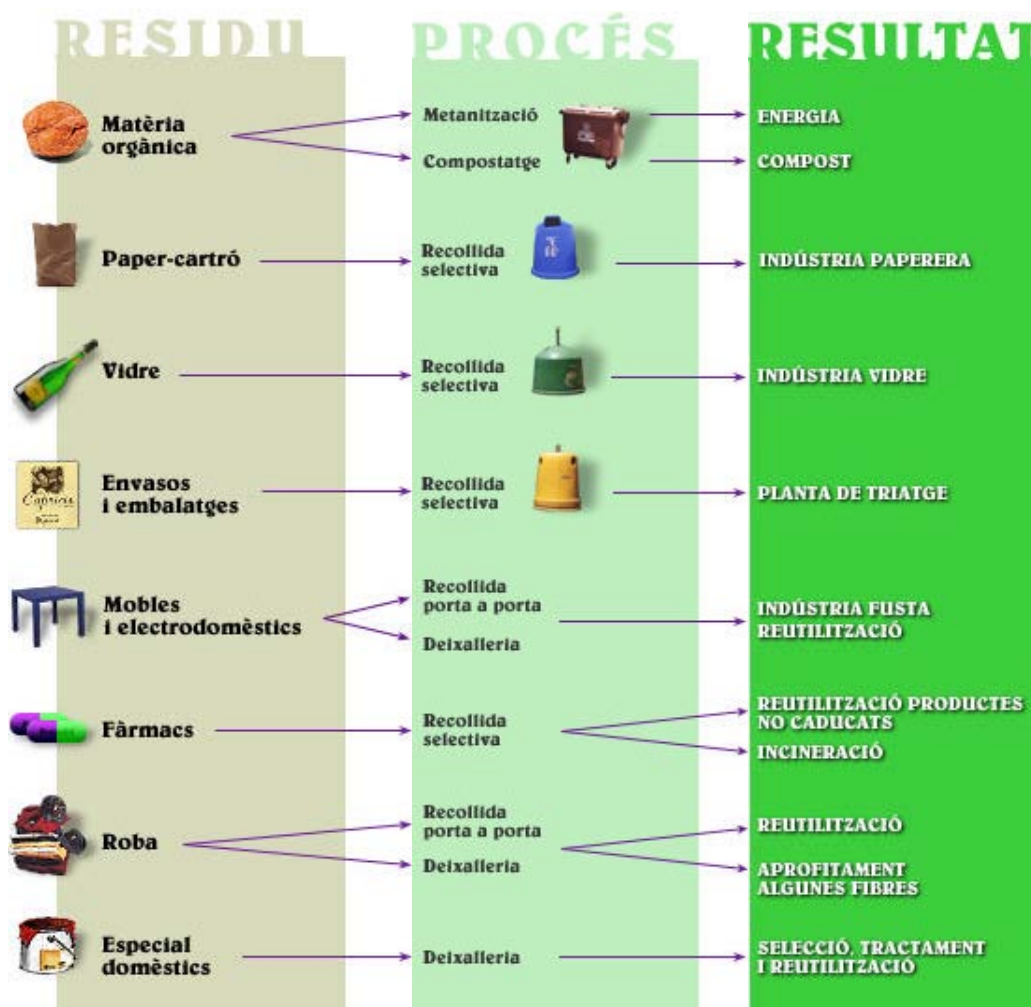 RESIDU
PROCÉS
RESULTAT
Matèria
orgànica
Metanització
Compostatge
ENERGIA
COMPOST
Paper-cartró
Recollida
selectiva
INDÚSTRIA PAPERERA
Vidre
Recollida
selectiva
INDÚSTRIA VIDRE
Capricis
Envasos
i embalatges
Recollida
selectiva
PLANTA DE TRIATGE
Mobles
i electrodomèstics
Recollida
porta a porta
Deixalleria
INDÚSTRIA FUSTA
REUTILITZACIÓ
Fàrmacs
Recollida
selectiva
REUTILITZACIÓ PRODUCTES
NO CADUCATS
INCINERACIÓ
Roba
Recollida
porta a porta
Deixalleria
REUTILITZACIÓ
APROFITAMENT
ALGUNES FIBRES
Especial
domèstics
Deixalleria
SELECCIÓ, TRACTAMENT
I REUTILITZACIÓ